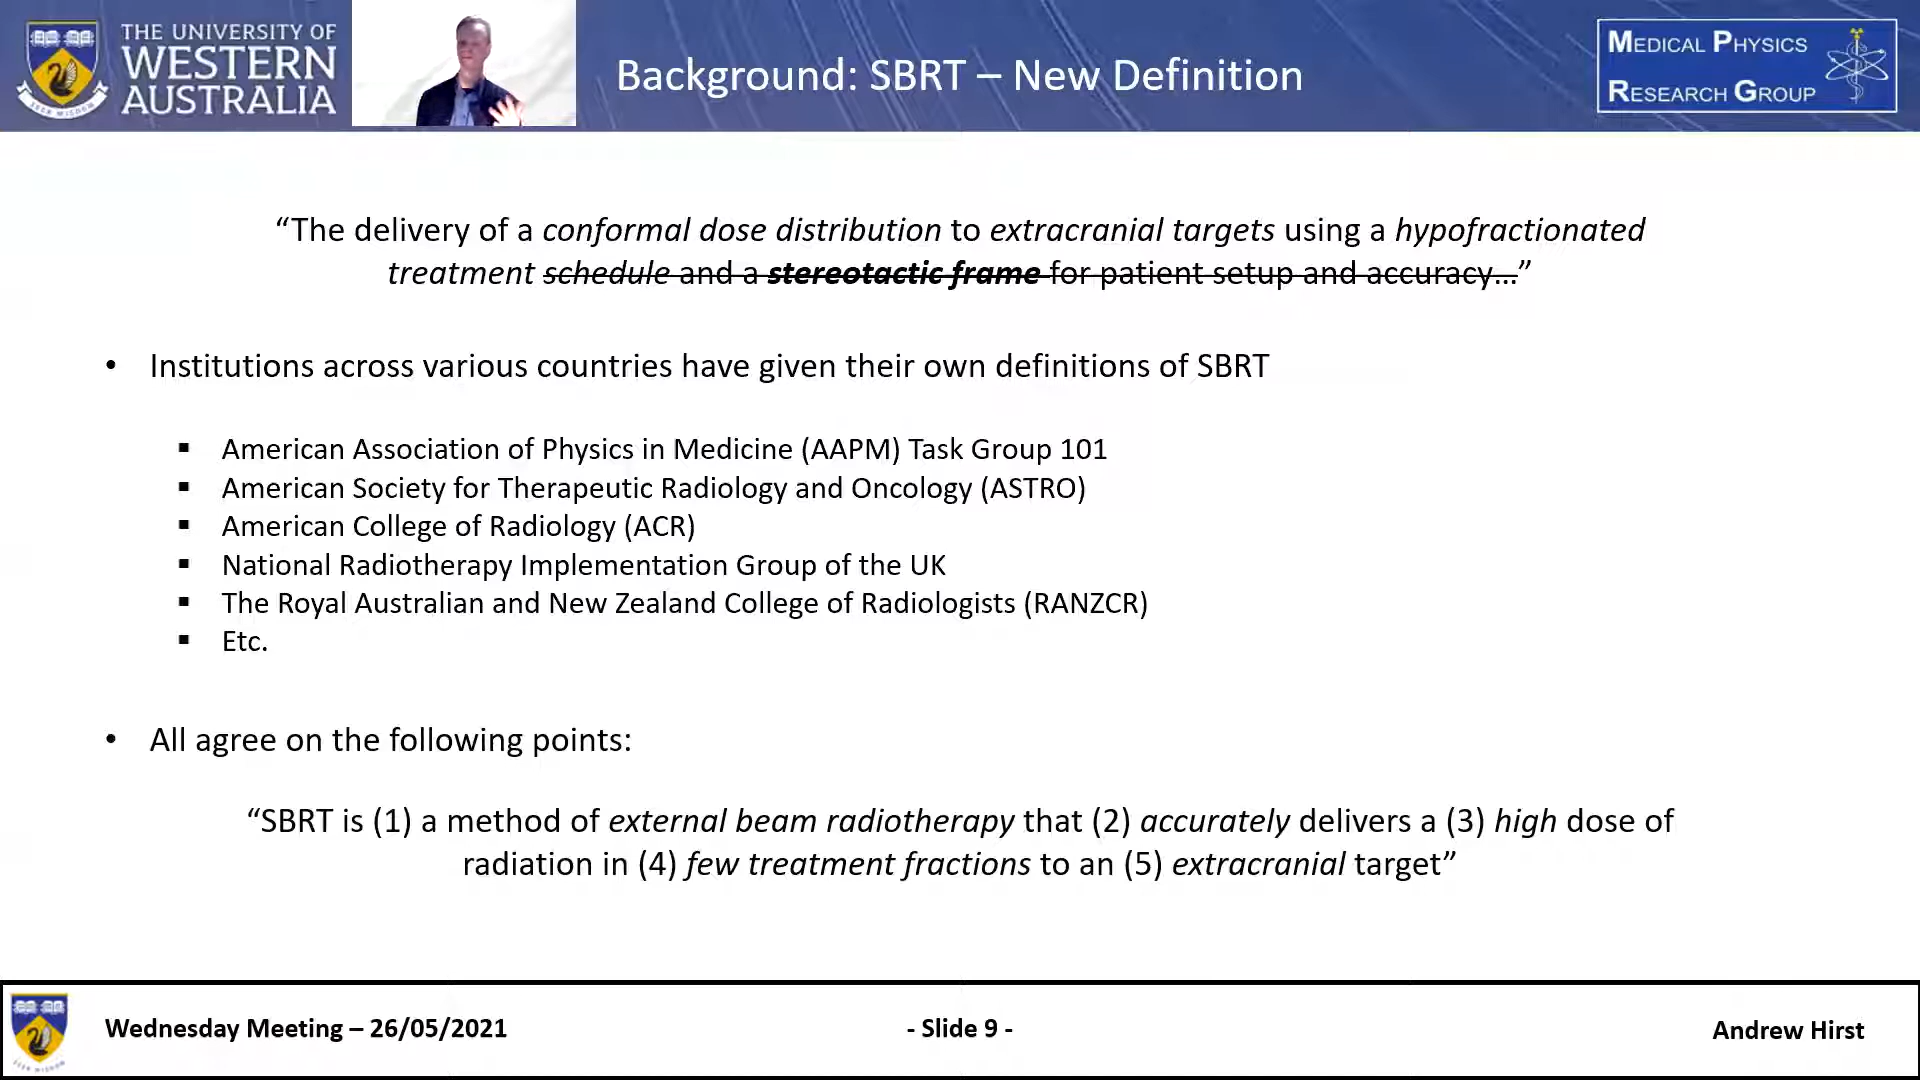 THE UNIVERSITY OF
WESTERN
AUSTRALIA
SEEK WISDOM
Background: SBRT – New Definition
MEDICAL PHYSICS
RESEARCH GROUP
“The delivery of a conformal dose distribution to extracranial targets using a hypofractionated
treatment schedule and a stereotactic frame for patient setup and accuracy...”
• Institutions across various countries have given their own definitions of SBRT
▪ American Association of Physics in Medicine (AAPM) Task Group 101
▪ American Society for Therapeutic Radiology and Oncology (ASTRO)
▪ American College of Radiology (ACR)
▪ National Radiotherapy Implementation Group of the UK
▪ The Royal Australian and New Zealand College of Radiologists (RANZCR)
▪ Etc.
• All agree on the following points:
“SBRT is (1) a method of external beam radiotherapy that (2) accurately delivers a (3) high dose of
radiation in (4) few treatment fractions to an (5) extracranial target”
SEEK WISDOM
Wednesday Meeting – 26/05/2021
- Slide 9 -
Andrew Hirst